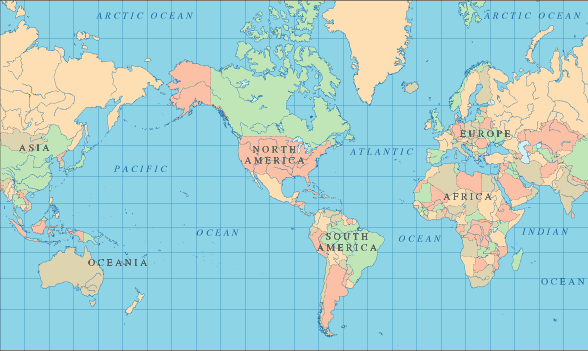 ARCTIC OCEAN
ARCTIC OCEAN
EUROPE
ASIA
NORTH
AMERICA
ATLANTIC
PACIFIC
AFRICA
OCEAN
SOUTH
AMERICA
OCEAN
INDIAN
OCEANIA
OCEAN